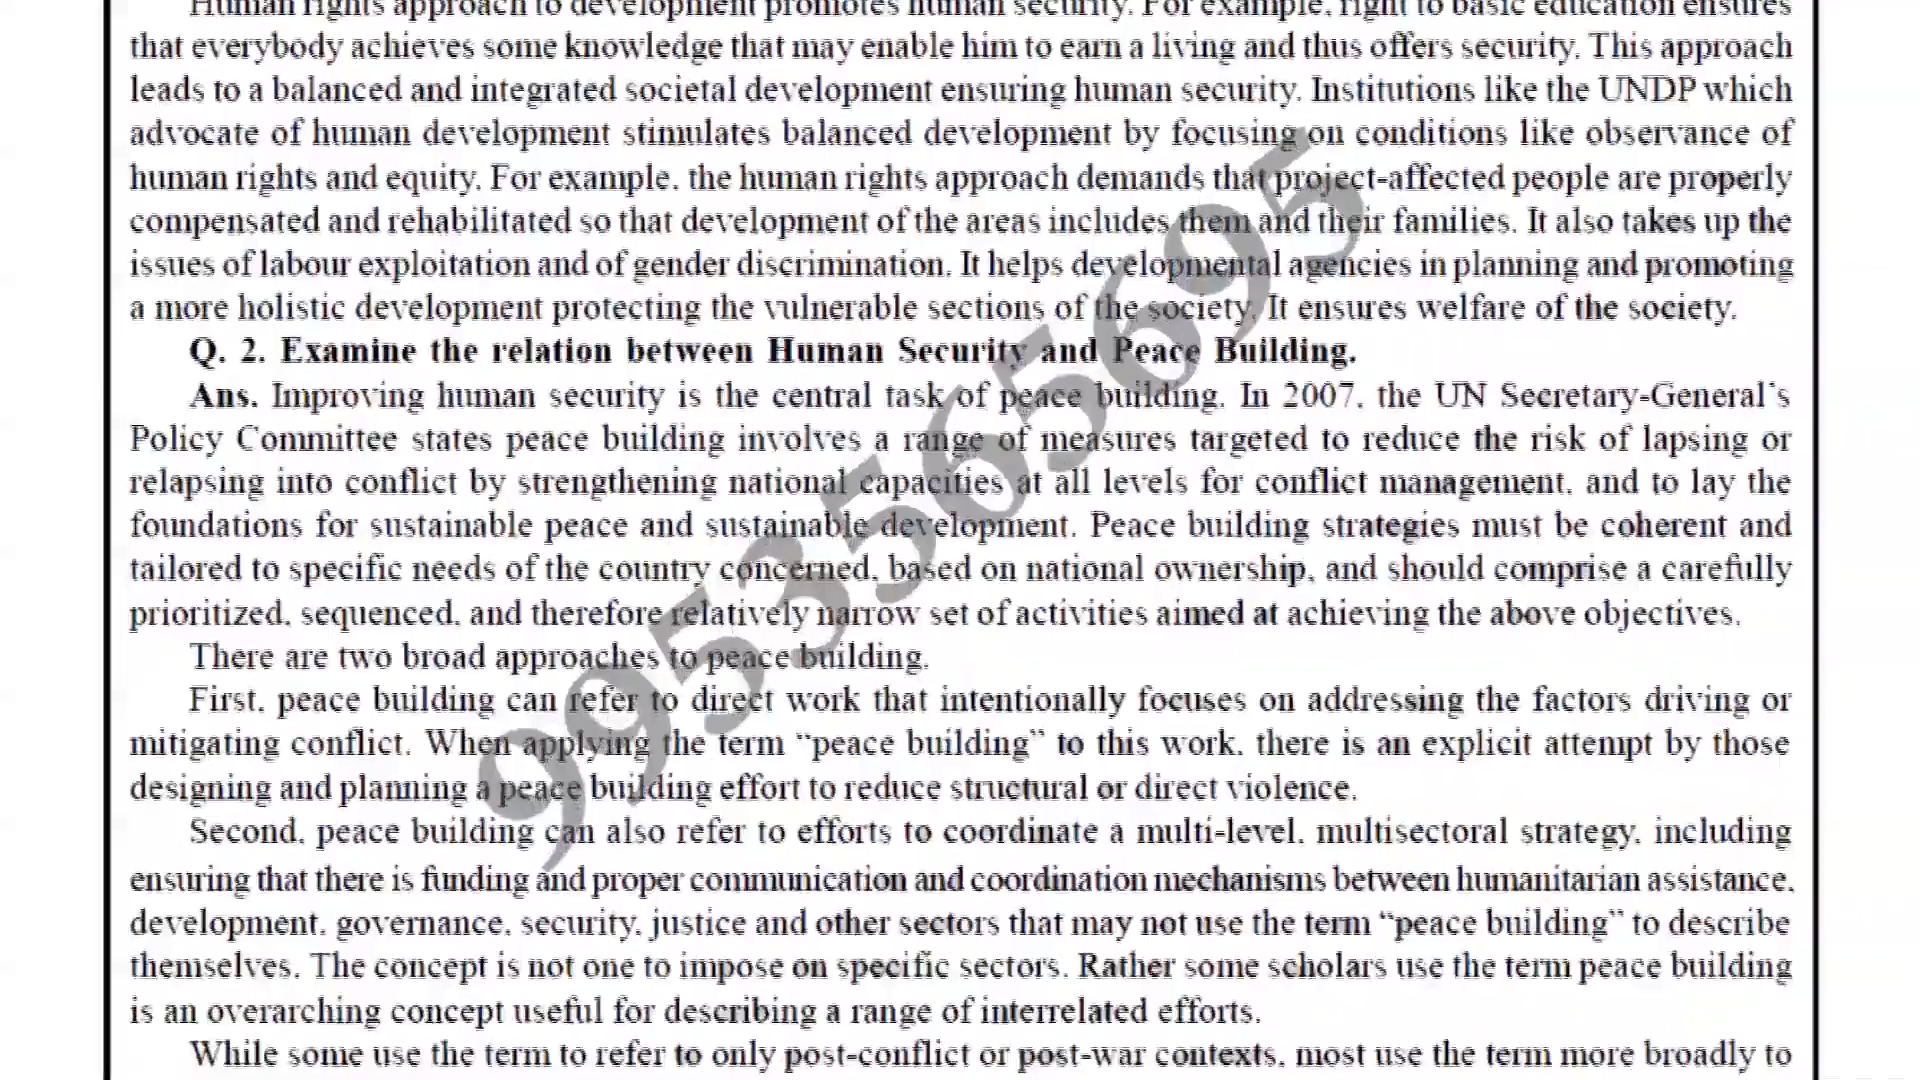 Human rights approach to development promotes human security. For example, right to basic education ensures
that everybody achieves some knowledge that may enable him to earn a living and thus offers security. This approach
leads to a balanced and integrated societal development ensuring human security. Institutions like the UNDP which
advocate of human development stimulates balanced development by focusing on conditions like observance of
human rights and equity. For example, the human rights approach demands that project-affected people are properly
compensated and rehabilitated so that development of the areas includes them and their families. It also takes up the
issues of labour exploitation and of gender discrimination. It helps developmental agencies in planning and promoting
a more holistic development protecting the vulnerable sections of the society. It ensures welfare of the society.
Q. 2. Examine the relation between Human Security and Peace Building.
Ans. Improving human security is the central task of peace building. In 2007, the UN Secretary-General's
Policy Committee states peace building involves a range of measures targeted to reduce the risk of lapsing or
relapsing into conflict by strengthening national capacities at all levels for conflict management, and to lay the
foundations for sustainable peace and sustainable development. Peace building strategies must be coherent and
tailored to specific needs of the country concerned, based on national ownership, and should comprise a carefully
prioritized, sequenced, and therefore relatively narrow set of activities aimed at achieving the above objectives.
There are two broad approaches to peace building.
First, peace building can refer to direct work that intentionally focuses on addressing the factors driving or
mitigating conflict. When applying the term “peace building” to this work, there is an explicit attempt by those
designing and planning a peace building effort to reduce structural or direct violence.
Second, peace building can also refer to efforts to coordinate a multi-level, multisectoral strategy, including
ensuring that there is funding and proper communication and coordination mechanisms between humanitarian assistance,
development, governance, security, justice and other sectors that may not use the term “peace building” to describe
themselves. The concept is not one to impose on specific sectors. Rather some scholars use the term peace building
is an overarching concept useful for describing a range of interrelated efforts.
While some use the term to refer to only post-conflict or post-war contexts, most use the term more broadly to
9953565695